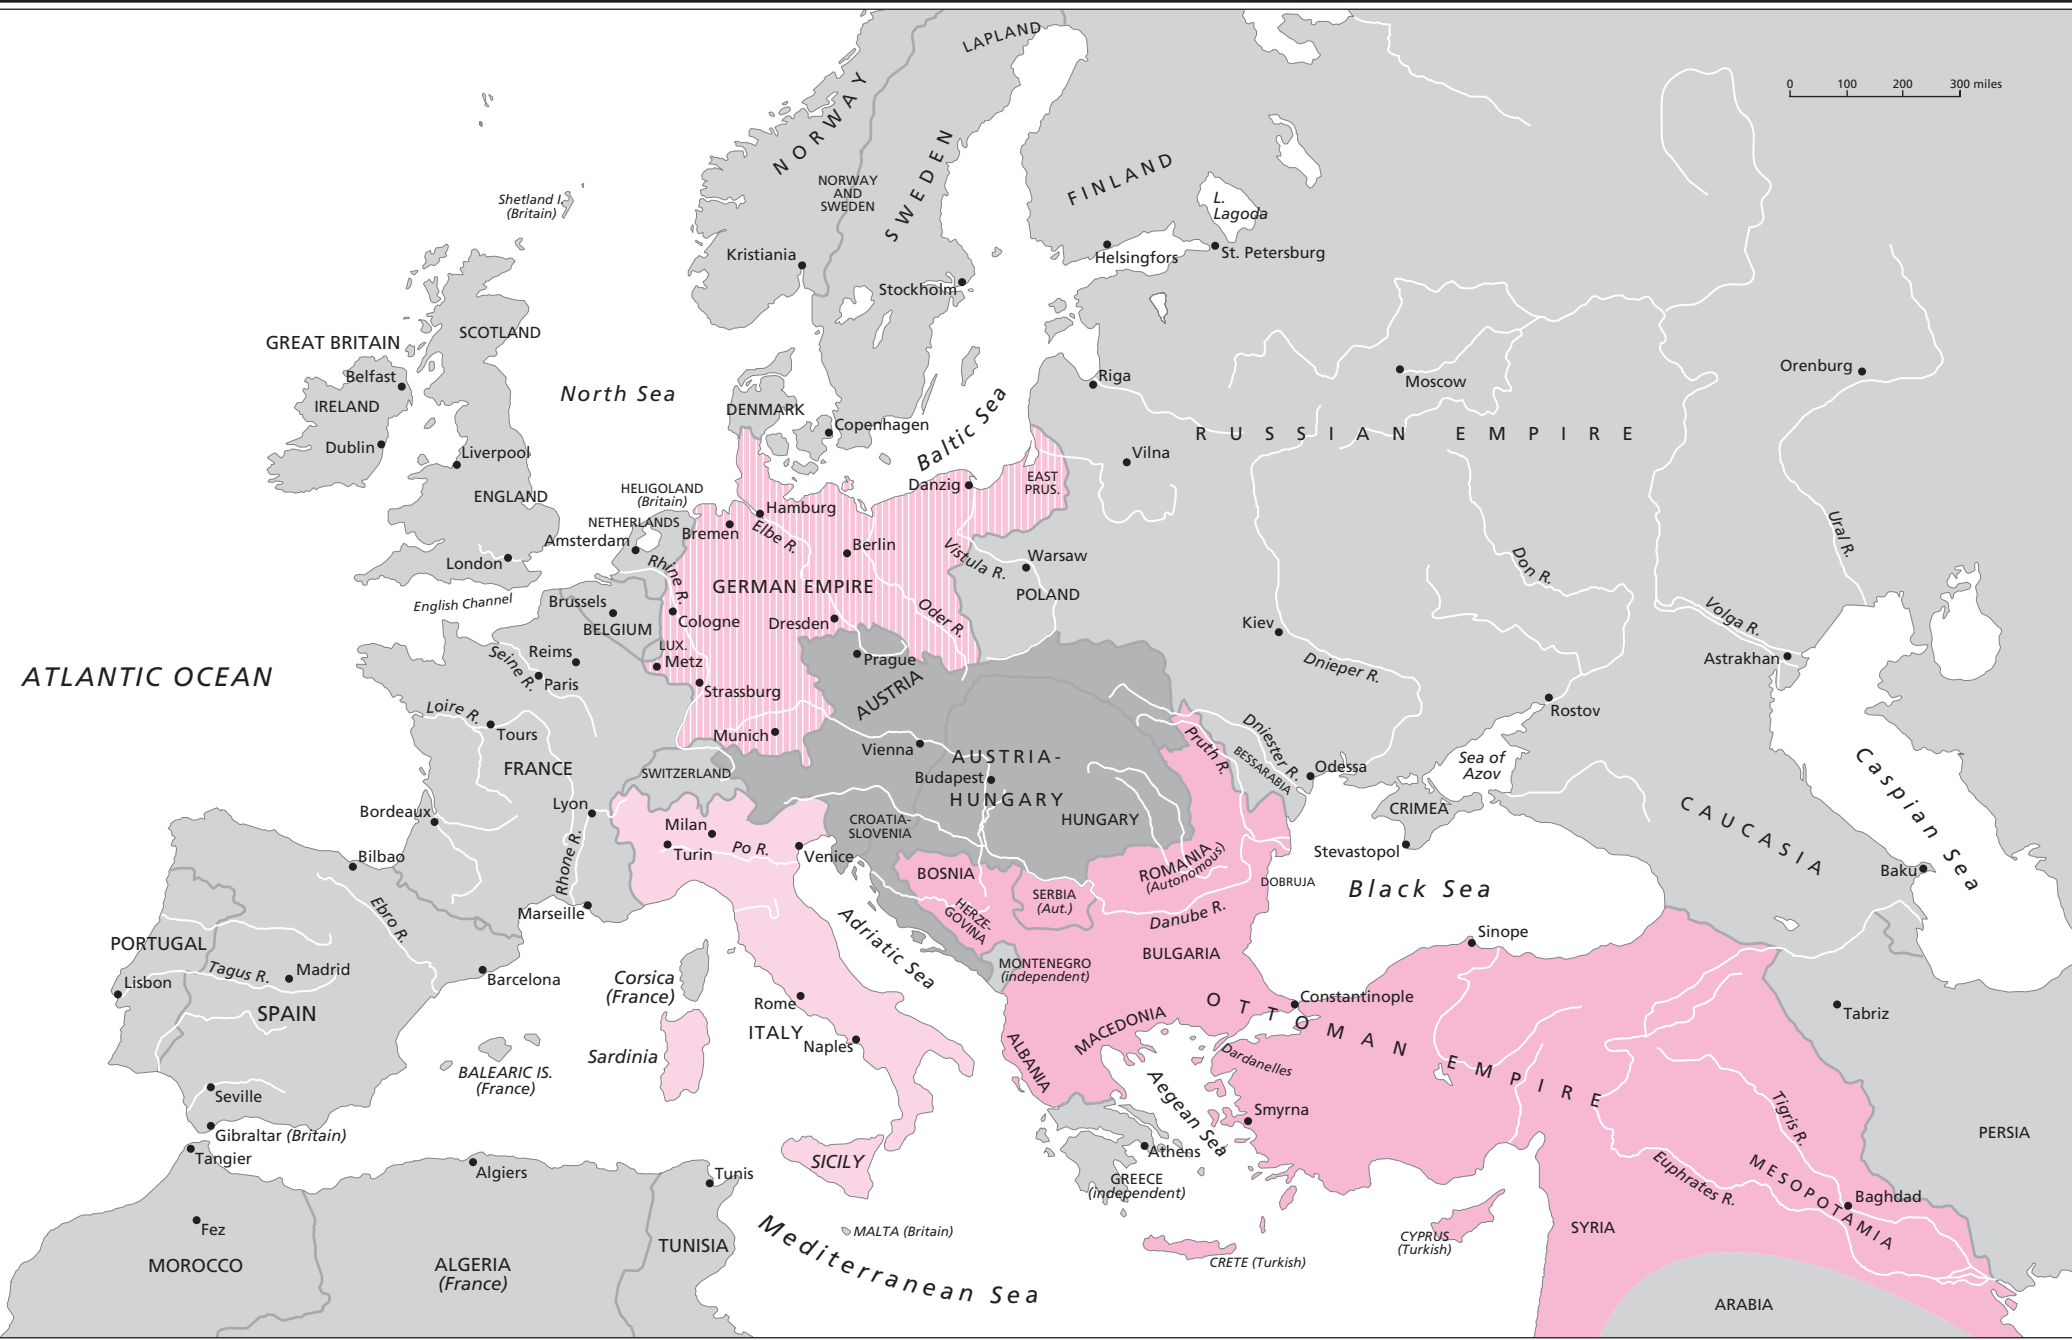 LAPLAND
0 100 200 300 miles
NORWAY
SWEDEN
NORWAY
AND
SWEDEN
FINLAND
Shetland I.
(Britain)
L.
Lagoda
Kristiania
Helsingfors
St. Petersburg
Stockholm
SCOTLAND
GREAT BRITAIN
Belfast
IRELAND
Dublin
Liverpool
ENGLAND
London
North Sea
DENMARK
Copenhagen
Baltic Sea
Riga
Moscow
Orenburg
RUSSIAN EMPIRE
Vilna
Danzig
EAST
PRUS.
HELIGOLAND
(Britain)
NETHERLANDS
Amsterdam
Bremen
Hamburg
Elbe R.
Berlin
Rhine R.
GERMAN EMPIRE
Vistula R.
Warsaw
POLAND
Oder R.
Don R.
Ural R.
Volga R.
Astrakhan
English Channel
Brussels
BELGIUM
Cologne
Dresden
LUX.
Metz
Reims
Seine R.
Paris
Strassburg
Prague
AUSTRIA
Kiev
Dnieper R.
Rostov
ATLANTIC OCEAN
Loire R.
Tours
Munich
Vienna
AUSTRIA-
HUNGARY
Budapest
Pruth R.
Dniester R.
BESSARABIA
Odessa
Sea of
Azov
CRIMEA
Stevastopol
CAUCASIA
Caspian Sea
Baku
FRANCE
SWITZERLAND
Bordeaux
Lyon
Milan
Turin
Po R.
Venice
CROATIA-
SLOVENIA
HUNGARY
Bilbao
Rhone R.
Marseille
BOSNIA
HERZE-
GOVINA
SERBIA
(Aut.)
ROMANIA
(Autonomous)
DOBRUJA
Danube R.
Black Sea
Sinope
Ebro R.
PORTUGAL
Tagus R.
Madrid
Lisbon
SPAIN
Barcelona
Corsica
(France)
Adriatic Sea
MONTENEGRO
(independent)
BULGARIA
Rome
ITALY
Naples
Constantinople
OTTOMAN EMPIRE
Tabriz
MACEDONIA
ALBANIA
Dardanelles
Sardinia
BALEARIC IS.
(France)
Seville
Gibraltar (Britain)
Tangier
Algiers
Tunis
SICILY
Aegean Sea
Smyrna
Athens
GREECE
(independent)
Tigris R.
PERSIA
Euphrates R.
MESOPOTAMIA
Baghdad
Fez
MOROCCO
ALGERIA
(France)
TUNISIA
MALTA (Britain)
Mediterranean Sea
CRETE (Turkish)
CYPRUS
(Turkish)
SYRIA
ARABIA